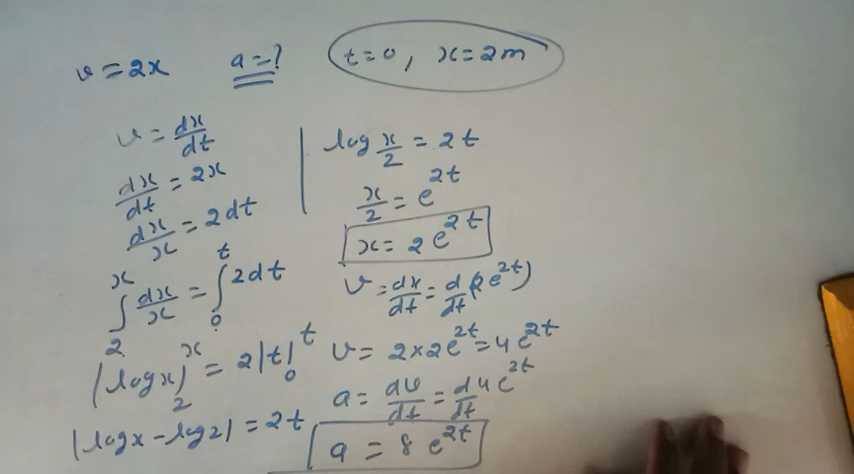 v = 2x    a = ?    t = 0, x = 2m
v = dx/dt
dx/dt = 2x
dx/x = 2dt
∫₂ˣ dx/x = ∫₀ᵗ 2dt
|log x|₂ˣ = 2|t|₀ᵗ
|log x - log 2| = 2t
log x/2 = 2t
x/2 = e^2t
x = 2 e^2t
v = dx/dt = d/dt (2e^2t)
v = 2×2e^2t = 4e^2t
a = dv/dt = d/dt 4e^2t
a = 8 e^2t